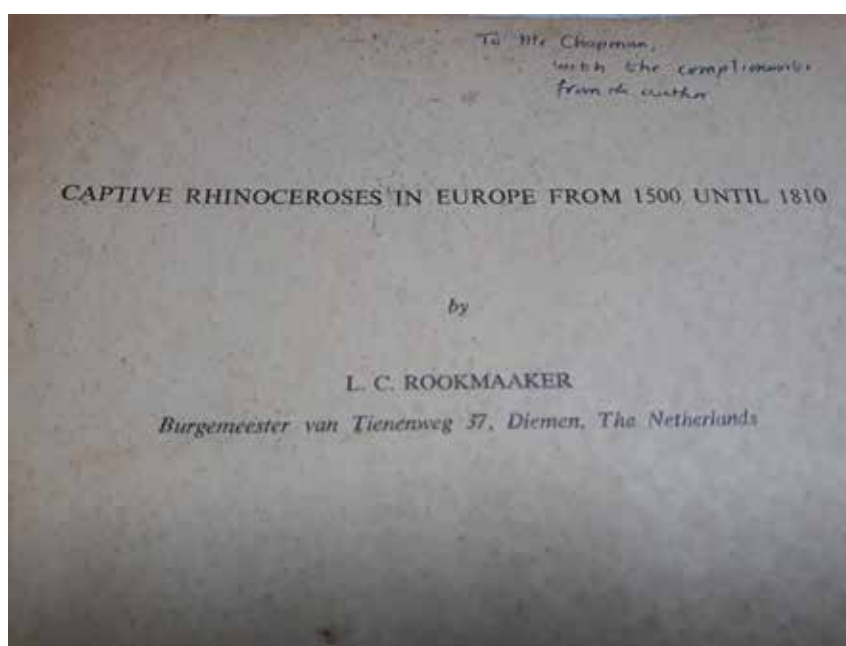 To Mr Chapman,
with the compliments
from the author
CAPTIVE RHINOCEROSES IN EUROPE FROM 1500 UNTIL 1810
by
L. C. ROOKMAAKER
Burgemeester van Tienenweg 37, Diemen, The Netherlands